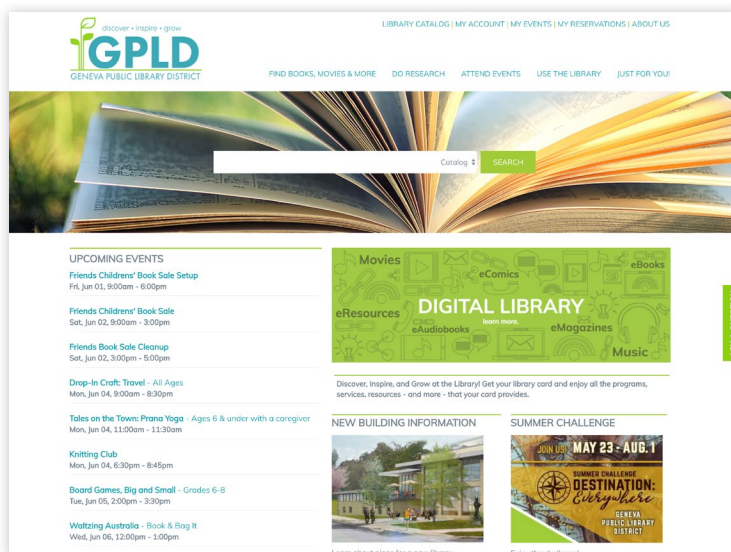 discover • inspire • grow
GPLD
GENEVA PUBLIC LIBRARY DISTRICT
LIBRARY CATALOG | MY ACCOUNT | MY EVENTS | MY RESERVATIONS | ABOUT US
FIND BOOKS, MOVIES & MORE DO RESEARCH ATTEND EVENTS USE THE LIBRARY JUST FOR YOU!
Catalog SEARCH
UPCOMING EVENTS
Friends Childrens' Book Sale Setup
Fri, Jun 01, 9:00am - 6:00pm
Friends Childrens' Book Sale
Sat, Jun 02, 9:00am - 3:00pm
Friends Book Sale Cleanup
Sat, Jun 02, 3:00pm - 5:00pm
Drop-In Craft: Travel - All Ages
Mon, Jun 04, 9:00am - 8:30pm
Tales on the Town: Prana Yoga - Ages 6 & under with a caregiver
Mon, Jun 04, 11:00am - 11:30am
Knitting Club
Mon, Jun 04, 6:30pm - 8:45pm
Board Games, Big and Small - Grades 6-8
Tue, Jun 05, 2:00pm - 3:30pm
Waltzing Australia - Book & Bag It
Wed, Jun 06, 12:00pm - 1:00pm
Movies
eComics
eBooks
DIGITAL LIBRARY
learn more.
eResources
eAudiobooks
eMagazines
Music
Discover, Inspire, and Grow at the Library! Get your library card and enjoy all the programs,
services, resources - and more - that your card provides.
NEW BUILDING INFORMATION
SUMMER CHALLENGE
JOIN US! MAY 23 - AUG. 1
SUMMER CHALLENGE
DESTINATION:
Everywhere
GENEVA
PUBLIC LIBRARY
DISTRICT